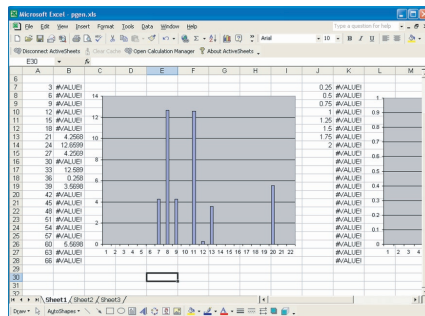 Microsoft Excel - pgen.xls
File Edit View Insert Format Tools Data Window Help
Type a question for help
Arial 10 B I U
Disconnect ActiveSheets Clear Cache Open Calculation Manager About ActiveSheets
E30 fx
A B C D E F G H I J K L M
6
7 3 #VALUE! 0.25 #VALUE!
8 6 #VALUE! 14 0.5 #VALUE! 1
9 9 #VALUE! 0.75 #VALUE! 0.9
10 12 #VALUE! 12 1 #VALUE! 0.8
11 15 #VALUE! 1.25 #VALUE!
12 18 #VALUE! 1.5 #VALUE! 0.7
13 21 4.2568 10 1.75 #VALUE!
14 24 12.6599 2 #VALUE! 0.6
15 27 4.2569 8 #VALUE!
16 30 #VALUE! #VALUE! 0.5
17 33 12.589 #VALUE!
18 36 0.258 6 #VALUE! 0.4
19 39 3.5698 #VALUE!
20 42 #VALUE! #VALUE! 0.3
21 45 #VALUE! 4 #VALUE!
22 48 #VALUE! #VALUE! 0.2
23 51 #VALUE! #VALUE!
24 54 #VALUE! 2 #VALUE! 0.1
25 57 #VALUE! #VALUE!
26 60 5.5698 0 #VALUE! 0
27 63 #VALUE! 1 2 3 4 5 6 7 8 9 10 11 12 13 14 15 16 17 18 19 20 21 22 #VALUE! 1 2 3 4
28 66 #VALUE! #VALUE!
29
30
31
32
Sheet1 / Sheet2 / Sheet3
Draw AutoShapes